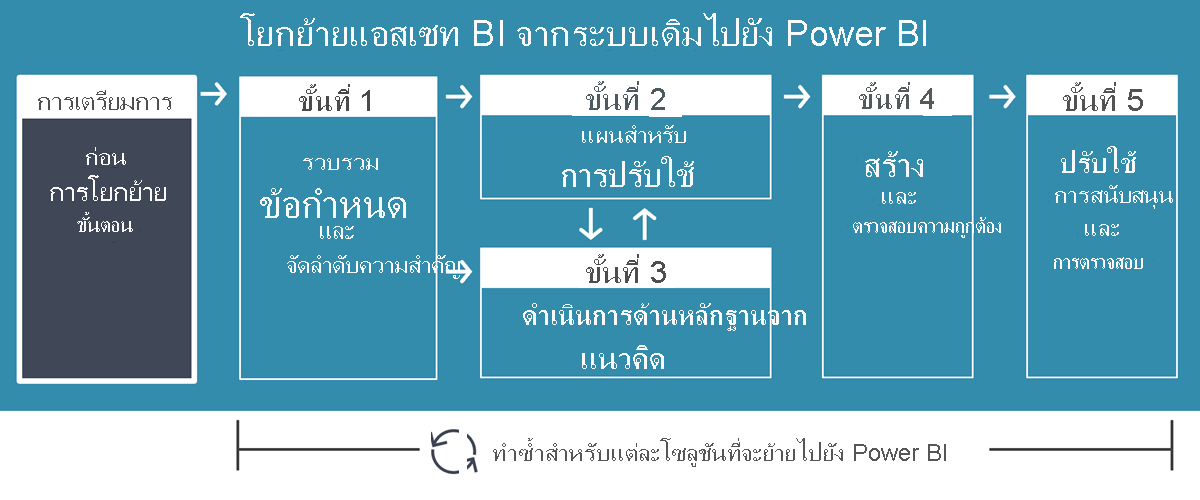 โยกย้ายแอสเซท BI จากระบบเดิมไปยัง Power BI
การเตรียมการ
ก่อน
การโยกย้าย
ขั้นตอน
ขั้นที่ 1
รวบรวม
ข้อกำหนด
และ
จัดลำดับความสำคัญ
ขั้นที่ 2
แผนสำหรับ
การปรับใช้
ขั้นที่ 3
ดำเนินการด้านหลักฐานจาก
แนวคิด
ขั้นที่ 4
สร้าง
และ
ตรวจสอบความถูกต้อง
ขั้นที่ 5
ปรับใช้
การสนับสนุน
และ
การตรวจสอบ
ทำซ้ำสำหรับแต่ละโซลูชันที่จะย้ายไปยัง Power BI